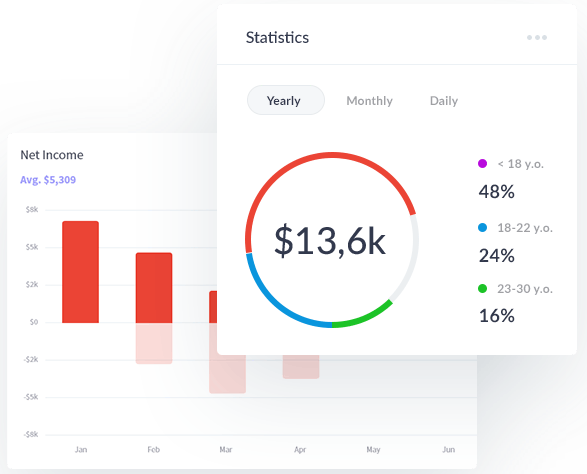 Statistics
Yearly
Monthly
Daily
$13,6k
< 18 y.o.
48%
18-22 y.o.
24%
23-30 y.o.
16%
Net Income
Avg. $5,309
$8k
$5k
$2k
$0
-$2k
-$5k
-$8k
Jan
Feb
Mar
Apr
May
Jun